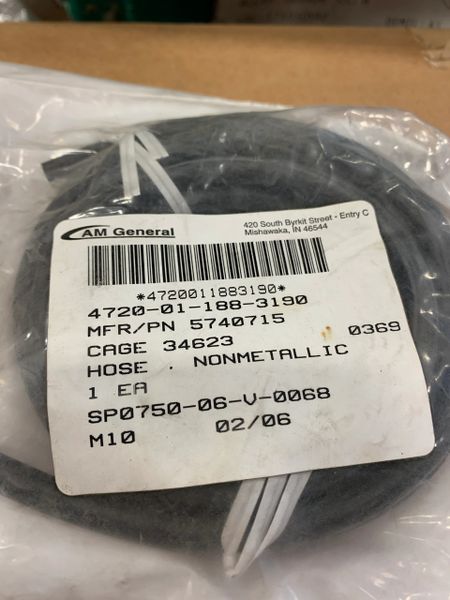 AM General
420 South Byrkit Street - Entry C
Mishawaka, IN 46544
*4720011883190*
4720-01-188-3190
MFR/PN 5740715
CAGE 34623 0369
HOSE . NONMETALLIC
1 EA
SP0750-06-V-0068
M10 02/06